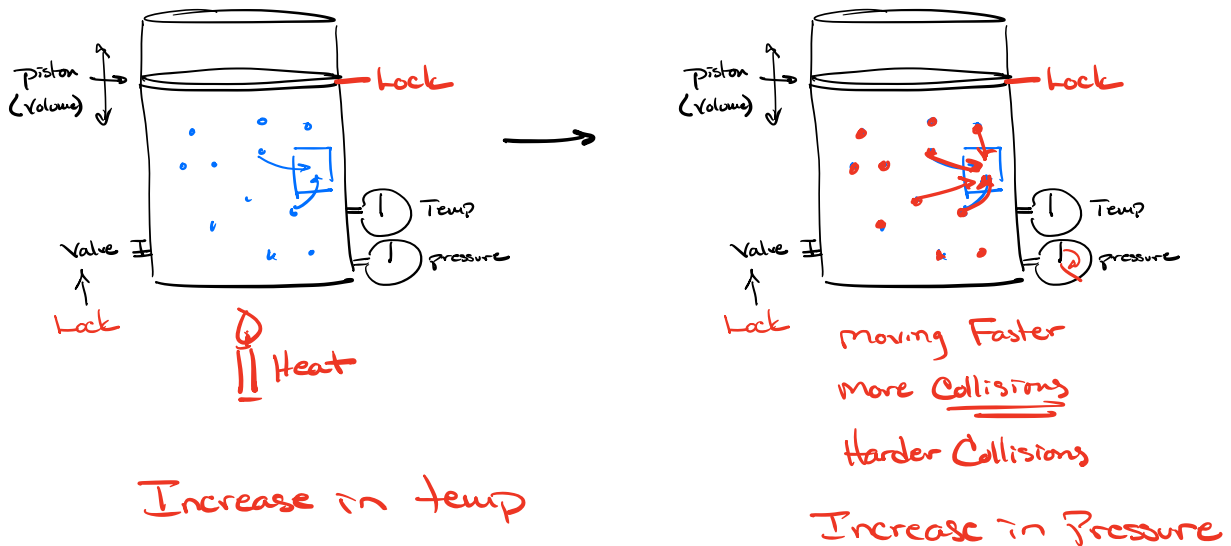 piston
(volume)
Lock
Temp
Valve
pressure
Lock
Heat
Increase in temp
piston
(volume)
Lock
Temp
Valve
pressure
Lock
moving Faster
more Collisions
Harder Collisions
Increase in Pressure